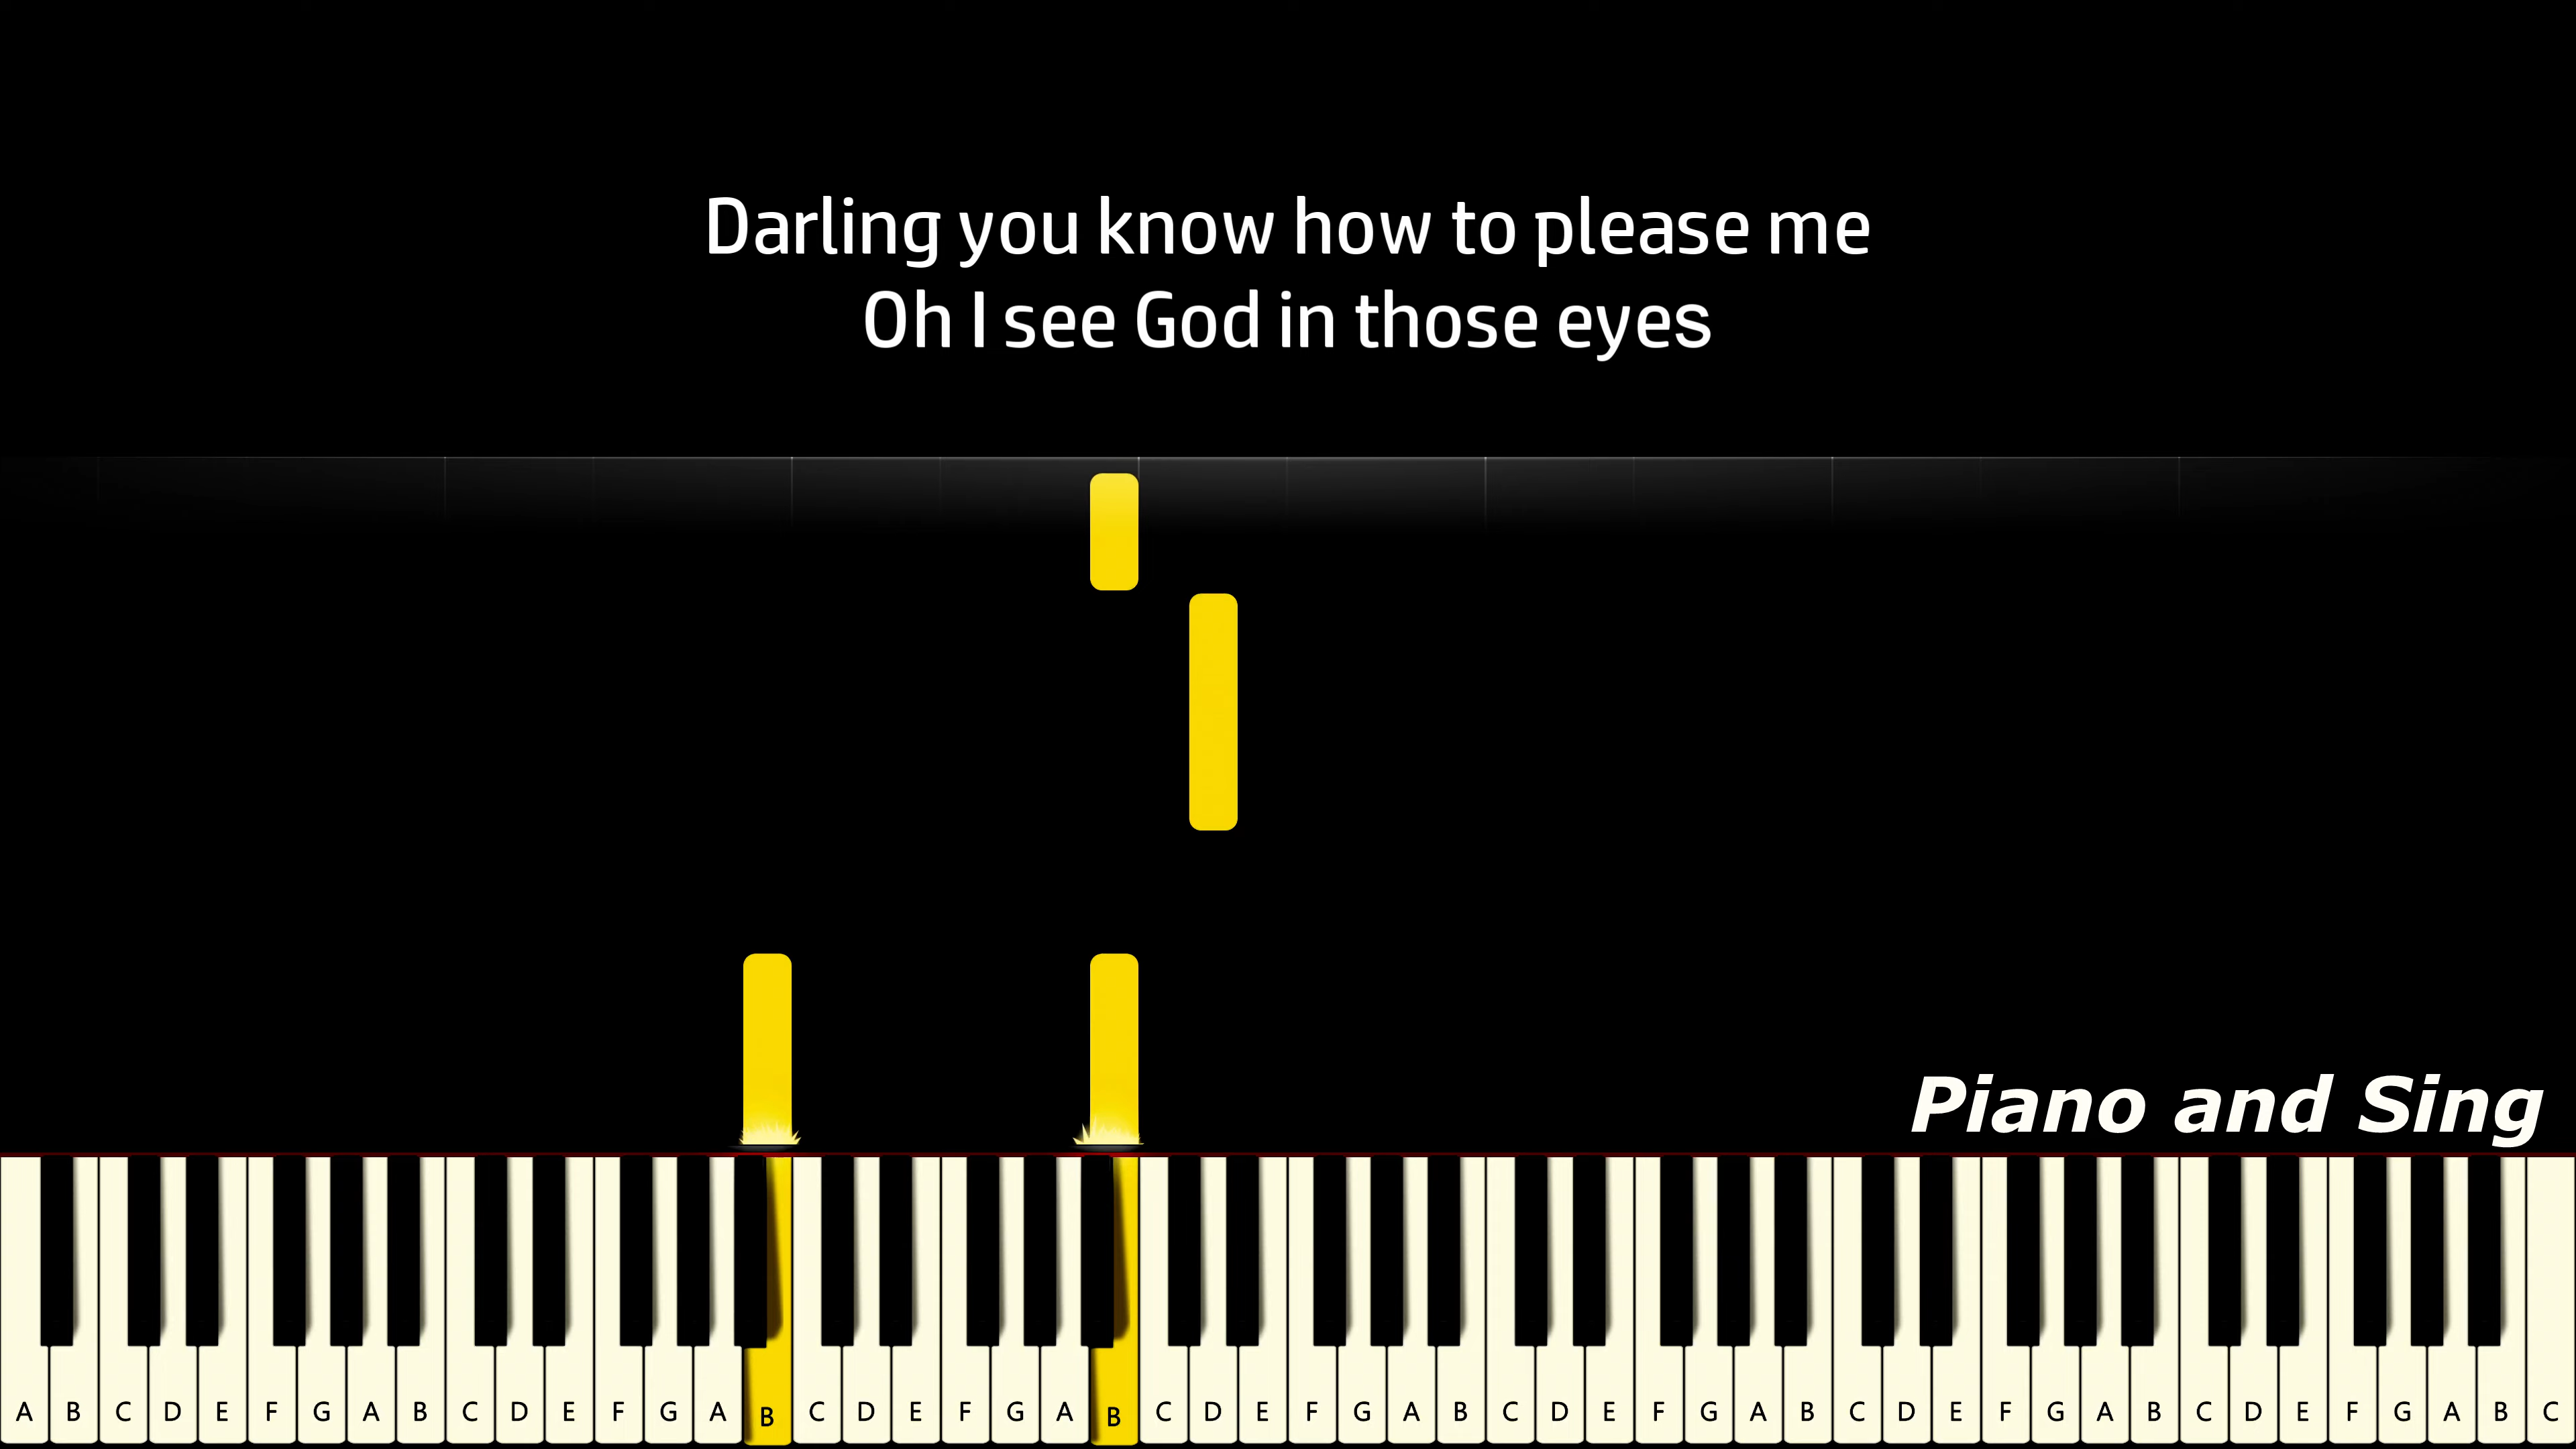 Darling you know how to please me
Oh I see God in those eyes
Piano and Sing
A B C D E F G A B C D E F G A B C D E F G A B C D E F G A B C D E F G A B C D E F G A B C D E F G A B C